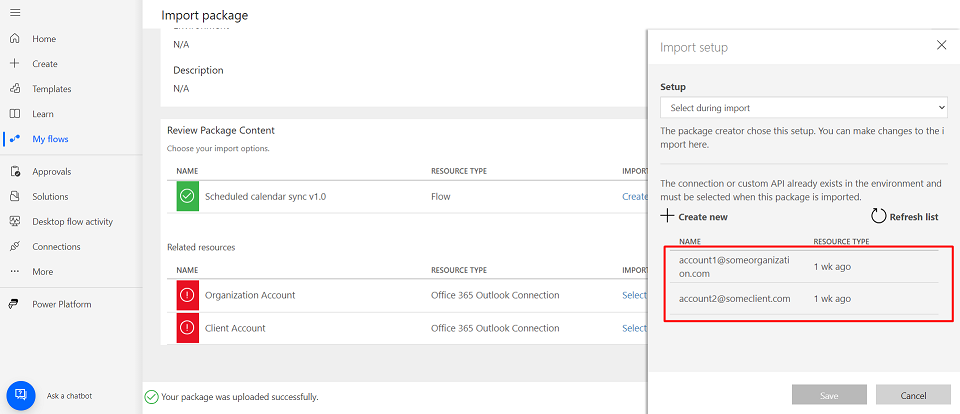 Import package
Home
Create
Templates
Learn
My flows
Approvals
Solutions
Desktop flow activity
Connections
More
Power Platform
Ask a chatbot
N/A
Description
N/A
Review Package Content
Choose your import options.
NAME RESOURCE TYPE IMPOR
Scheduled calendar sync v1.0 Flow Create
Related resources
NAME RESOURCE TYPE IMPOR
Organization Account Office 365 Outlook Connection Select
Client Account Office 365 Outlook Connection Select
Your package was uploaded successfully.
Import setup
Setup
Select during import
The package creator chose this setup. You can make changes to the i
mport here.
The connection or custom API already exists in the environment and
must be selected when this package is imported.
Create new Refresh list
NAME RESOURCE TYPE
account1@someorganizati
on.com 1 wk ago
account2@someclient.com 1 wk ago
Save Cancel